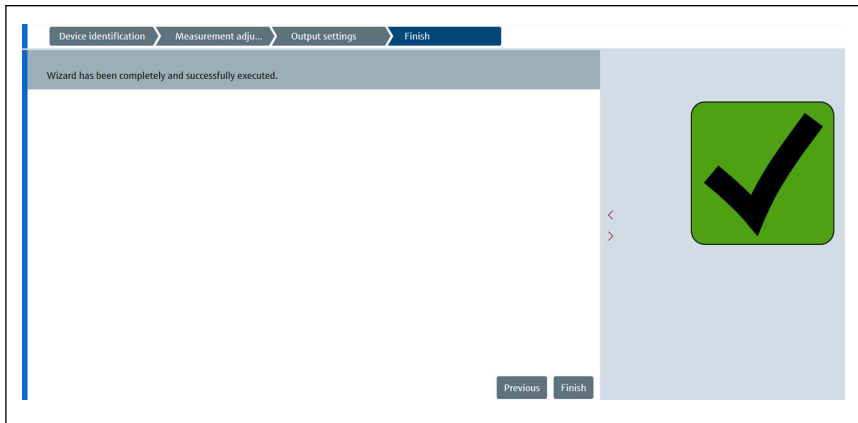 Device identification
Measurement adju...
Output settings
Finish
Wizard has been completely and successfully executed.
Previous
Finish